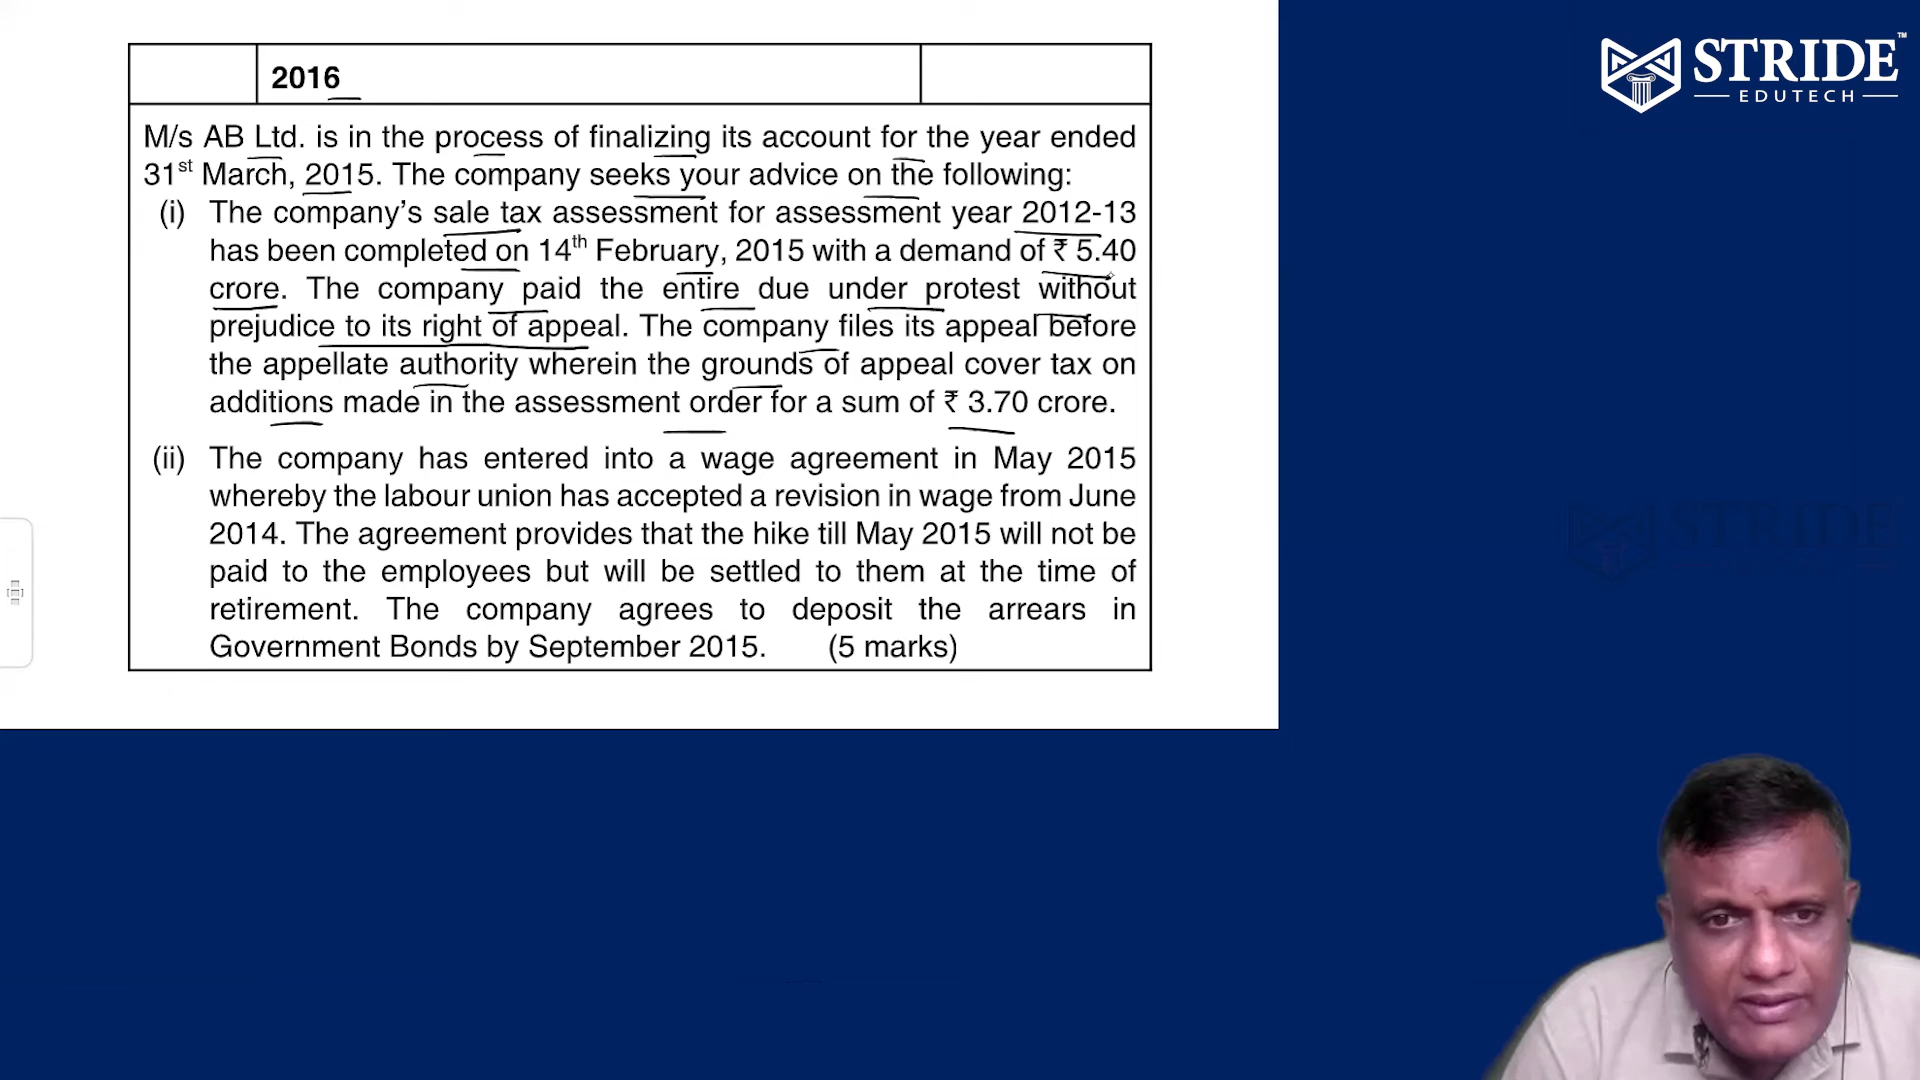 2016
M/s AB Ltd. is in the process of finalizing its account for the year ended
31st March, 2015. The company seeks your advice on the following:
(i) The company's sale tax assessment for assessment year 2012-13
has been completed on 14th February, 2015 with a demand of ₹ 5.40
crore. The company paid the entire due under protest without
prejudice to its right of appeal. The company files its appeal before
the appellate authority wherein the grounds of appeal cover tax on
additions made in the assessment order for a sum of ₹ 3.70 crore.
(ii) The company has entered into a wage agreement in May 2015
whereby the labour union has accepted a revision in wage from June
2014. The agreement provides that the hike till May 2015 will not be
paid to the employees but will be settled to them at the time of
retirement. The company agrees to deposit the arrears in
Government Bonds by September 2015. (5 marks)
STRIDE™
EDUTECH
STRIDE